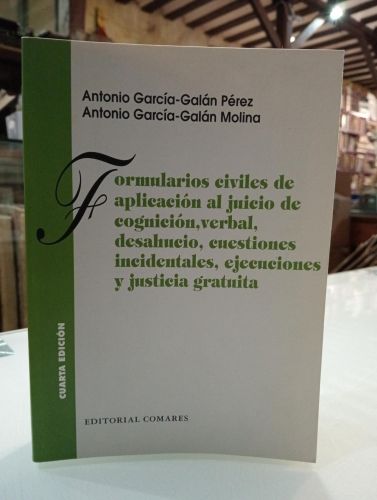 Antonio García-Galán Pérez
Antonio García-Galán Molina
Formularios civiles de
aplicación al juicio de
cognición,verbal,
desahucio, cuestiones
incidentales, ejecuciones
y justicia gratuita
CUARTA EDICIÓN
EDITORIAL COMARES